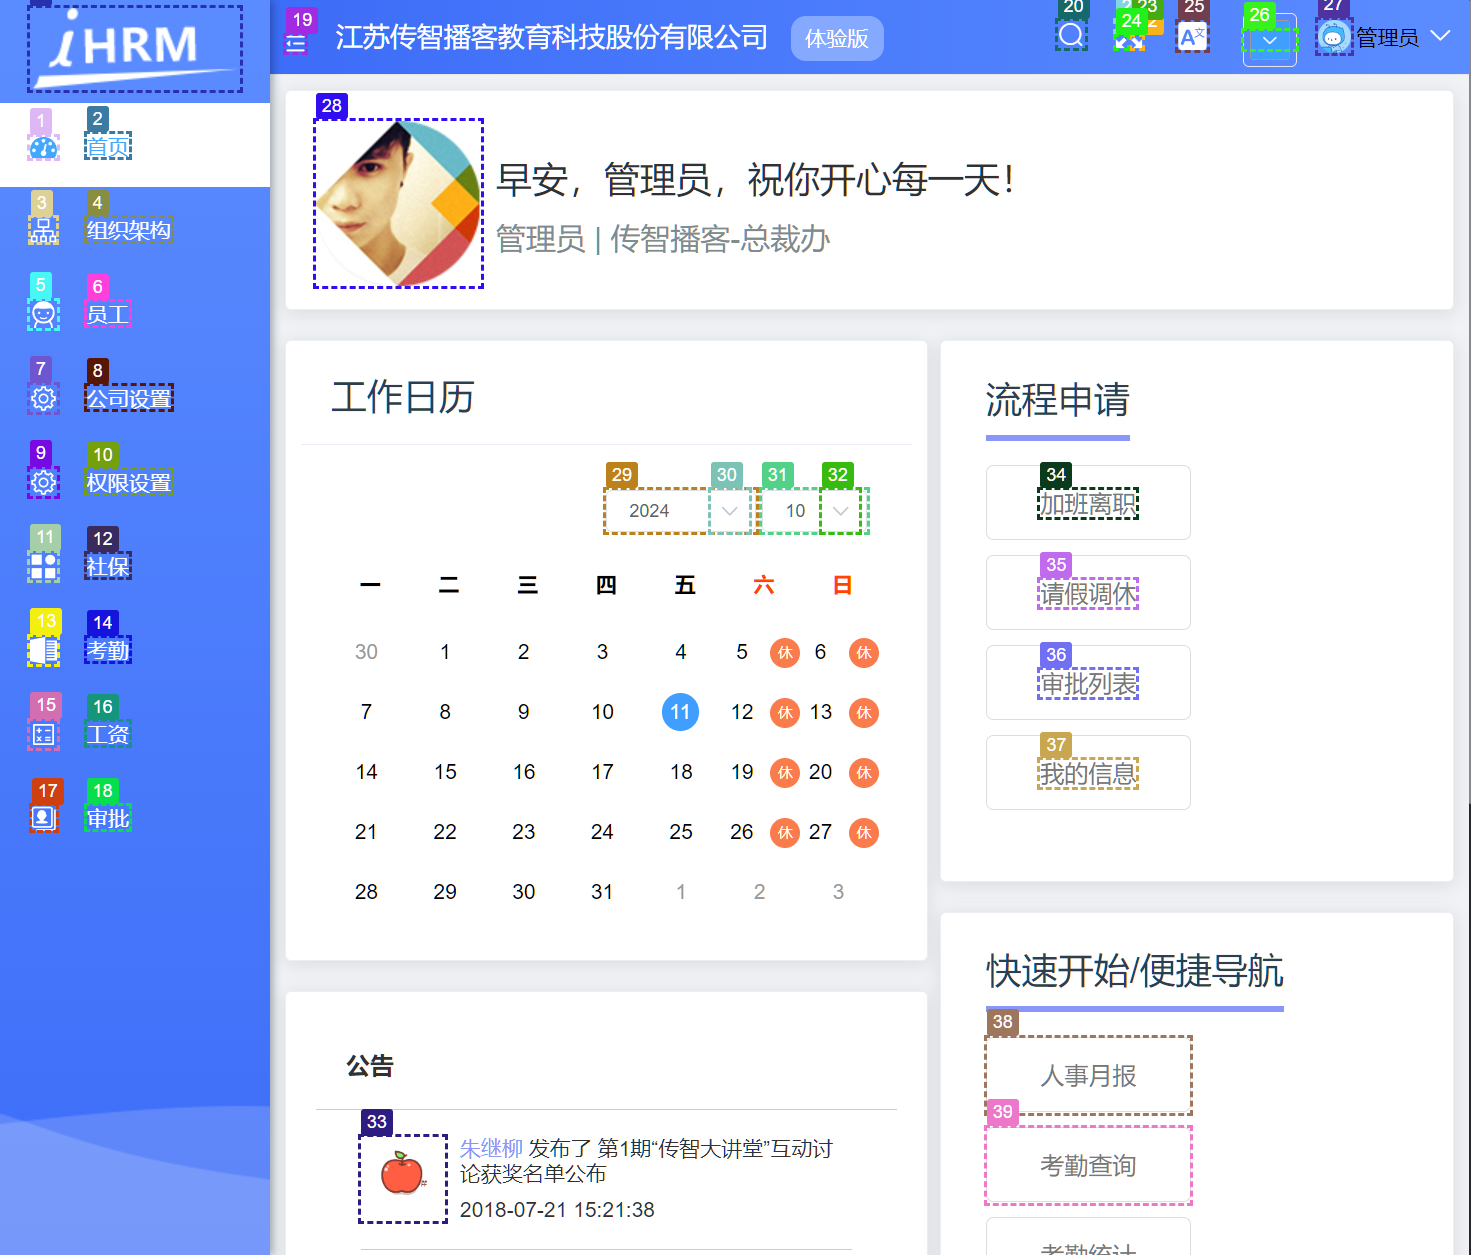 iHRM
19
江苏传智播客教育科技股份有限公司
体验版
20
23
24
25
26
27
管理员
1
2
首页
3
4
组织架构
5
6
员工
7
8
公司设置
9
10
权限设置
11
12
社保
13
14
考勤
15
16
工资
17
18
审批
28
早安，管理员，祝你开心每一天！
管理员 | 传智播客-总裁办
工作日历
29 30 31 32
2024 10
一 二 三 四 五 六 日
30 1 2 3 4 5 休 6 休
7 8 9 10 11 12 休 13 休
14 15 16 17 18 19 休 20 休
21 22 23 24 25 26 休 27 休
28 29 30 31 1 2 3
公告
33
朱继柳 发布了 第1期“传智大讲堂”互动讨
论获奖名单公布
2018-07-21 15:21:38
流程申请
34
加班离职
35
请假调休
36
审批列表
37
我的信息
快速开始/便捷导航
38
人事月报
39
考勤查询
考勤统计